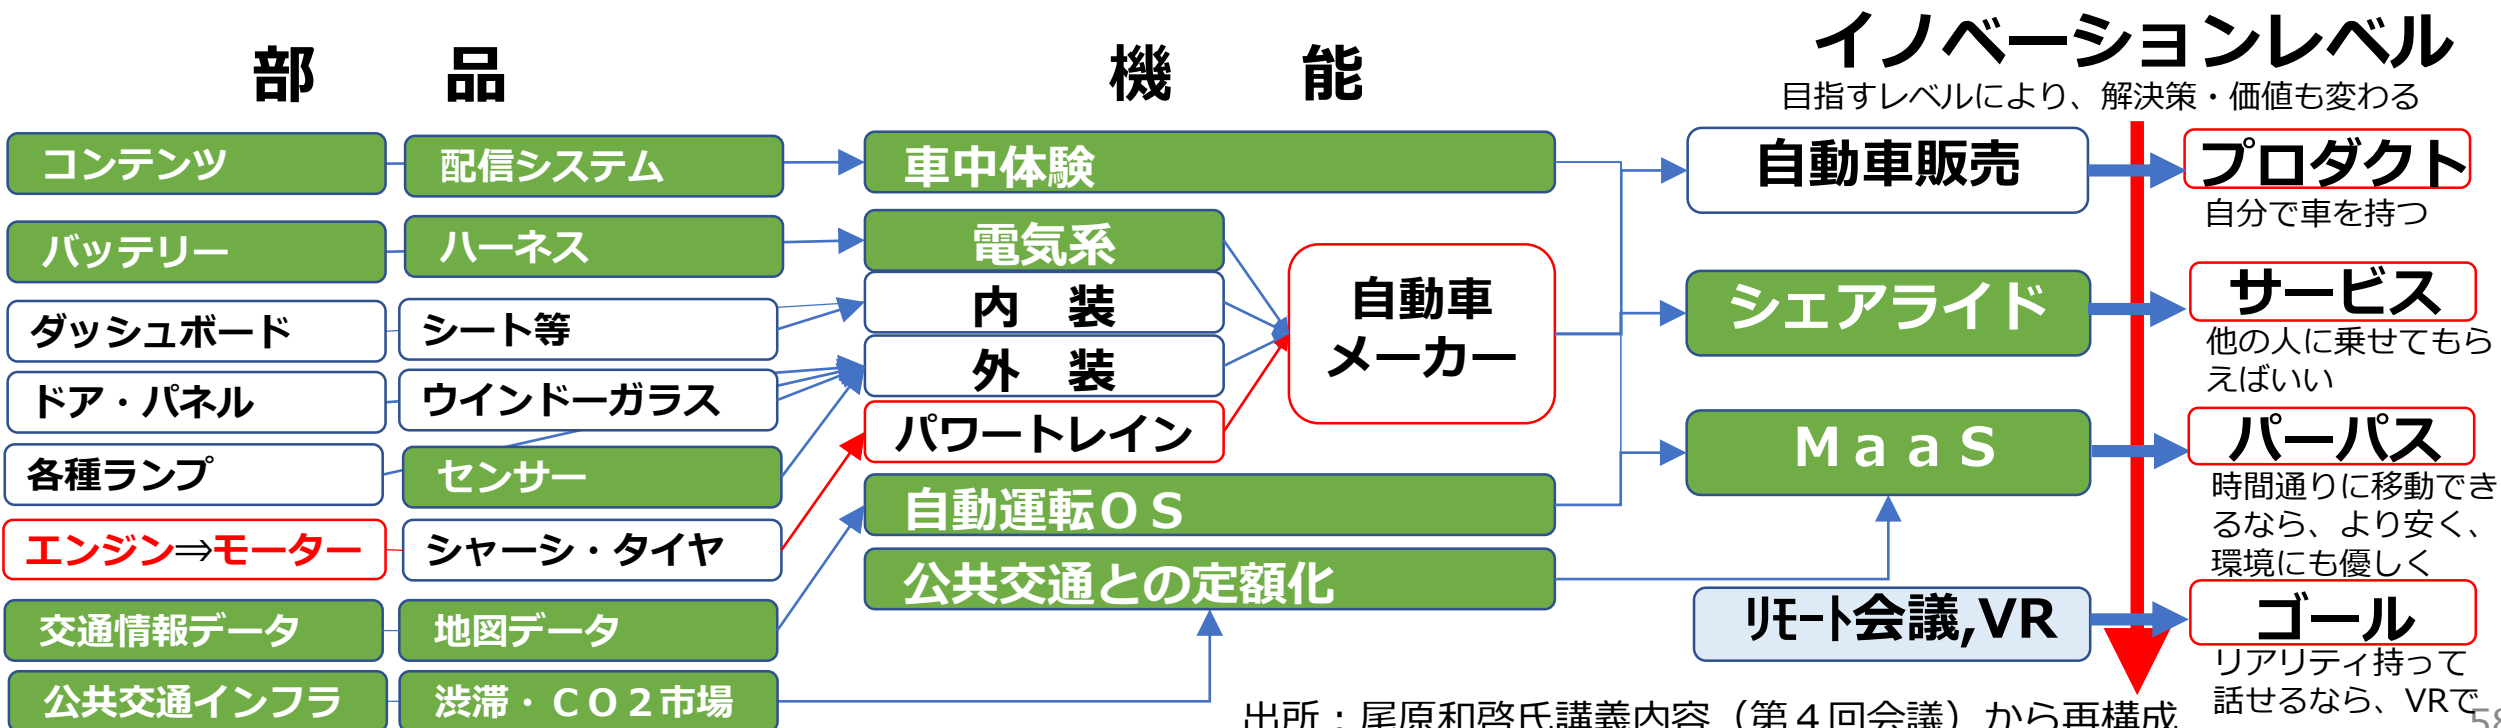 部　品
機　能
イノベーションレベル
目指すレベルにより、解決策・価値も変わる
コンテンツ
配信システム
車中体験
自動車販売
プロダクト
自分で車を持つ
バッテリー
ハーネス
電気系
ダッシュボード
シート等
内　装
自動車
メーカー
シェアライド
サービス
他の人に乗せてもら
えばいい
ドア・パネル
ウインドーガラス
外　装
各種ランプ
センサー
パワートレイン
ＭａａＳ
パーパス
時間通りに移動でき
るなら、より安く、
環境にも優しく
エンジン⇒モーター
シャーシ・タイヤ
自動運転ＯＳ
交通情報データ
地図データ
公共交通との定額化
リモート会議,VR
ゴール
リアリティ持って
話せるなら、VRで
公共交通インフラ
渋滞・ＣＯ２市場
出所：尾原和啓氏講義内容（第４回会議）から再構成